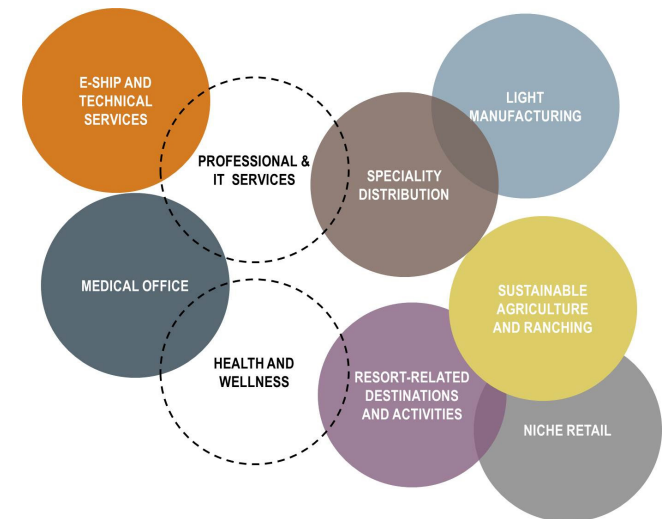 E-SHIP AND
TECHNICAL
SERVICES
LIGHT
MANUFACTURING
PROFESSIONAL &
IT SERVICES
SPECIALITY
DISTRIBUTION
MEDICAL OFFICE
SUSTAINABLE
AGRICULTURE
AND RANCHING
HEALTH AND
WELLNESS
RESORT-RELATED
DESTINATIONS
AND ACTIVITIES
NICHE RETAIL